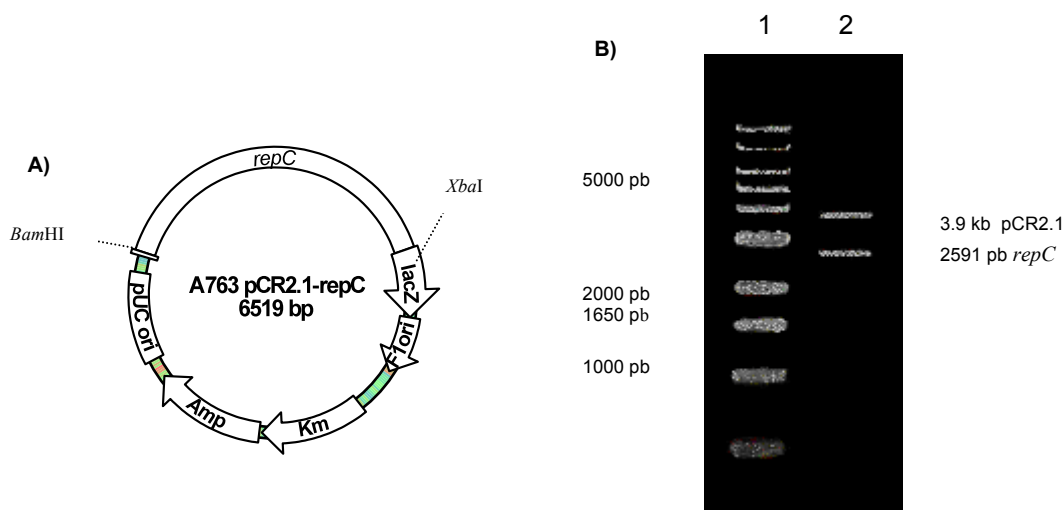 A)
BamHI
XbaI
repC
lacZ
F1ori
Km
Amp
pUC ori
A763 pCR2.1-repC
6519 bp
B)
1 2
5000 pb
2000 pb
1650 pb
1000 pb
3.9 kb pCR2.1
2591 pb repC